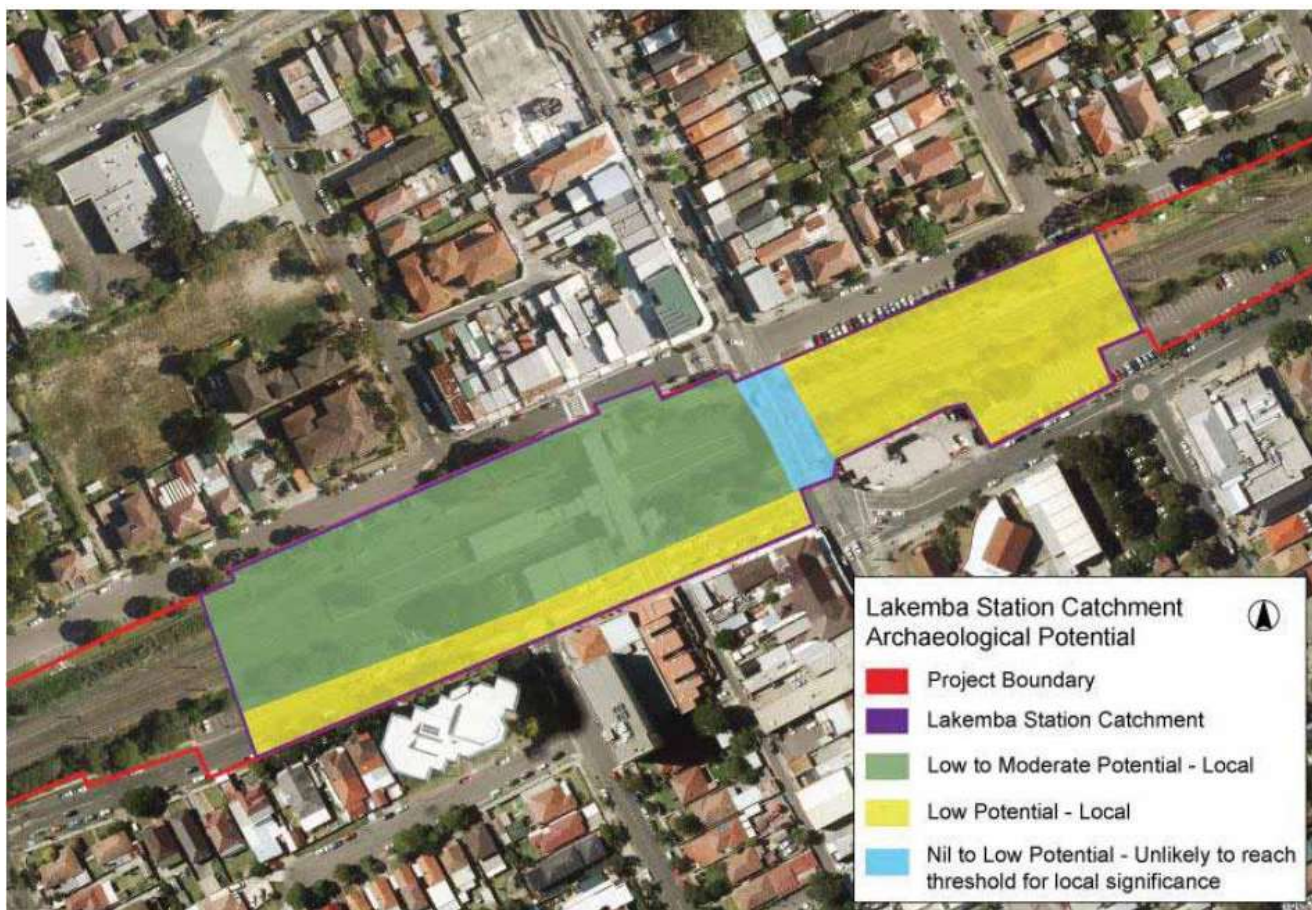 Lakemba Station Catchment
Archaeological Potential
Project Boundary
Lakemba Station Catchment
Low to Moderate Potential - Local
Low Potential - Local
Nil to Low Potential - Unlikely to reach
threshold for local significance